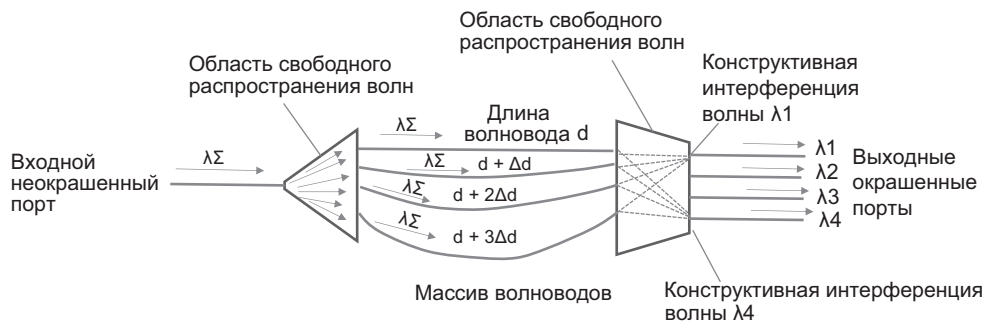 Область свободного
распространения волн
Область свободного
распространения волн
Конструктивная
интерференция
волны λ1
Длина
волновода d
λΣ
λΣ
λΣ
d + Δd
λΣ
d + 2Δd
λΣ
d + 3Δd
Входной
неокрашенный
порт
λ1
λ2
λ3
λ4
Выходные
окрашенные
порты
Массив волноводов
Конструктивная интерференция
волны λ4